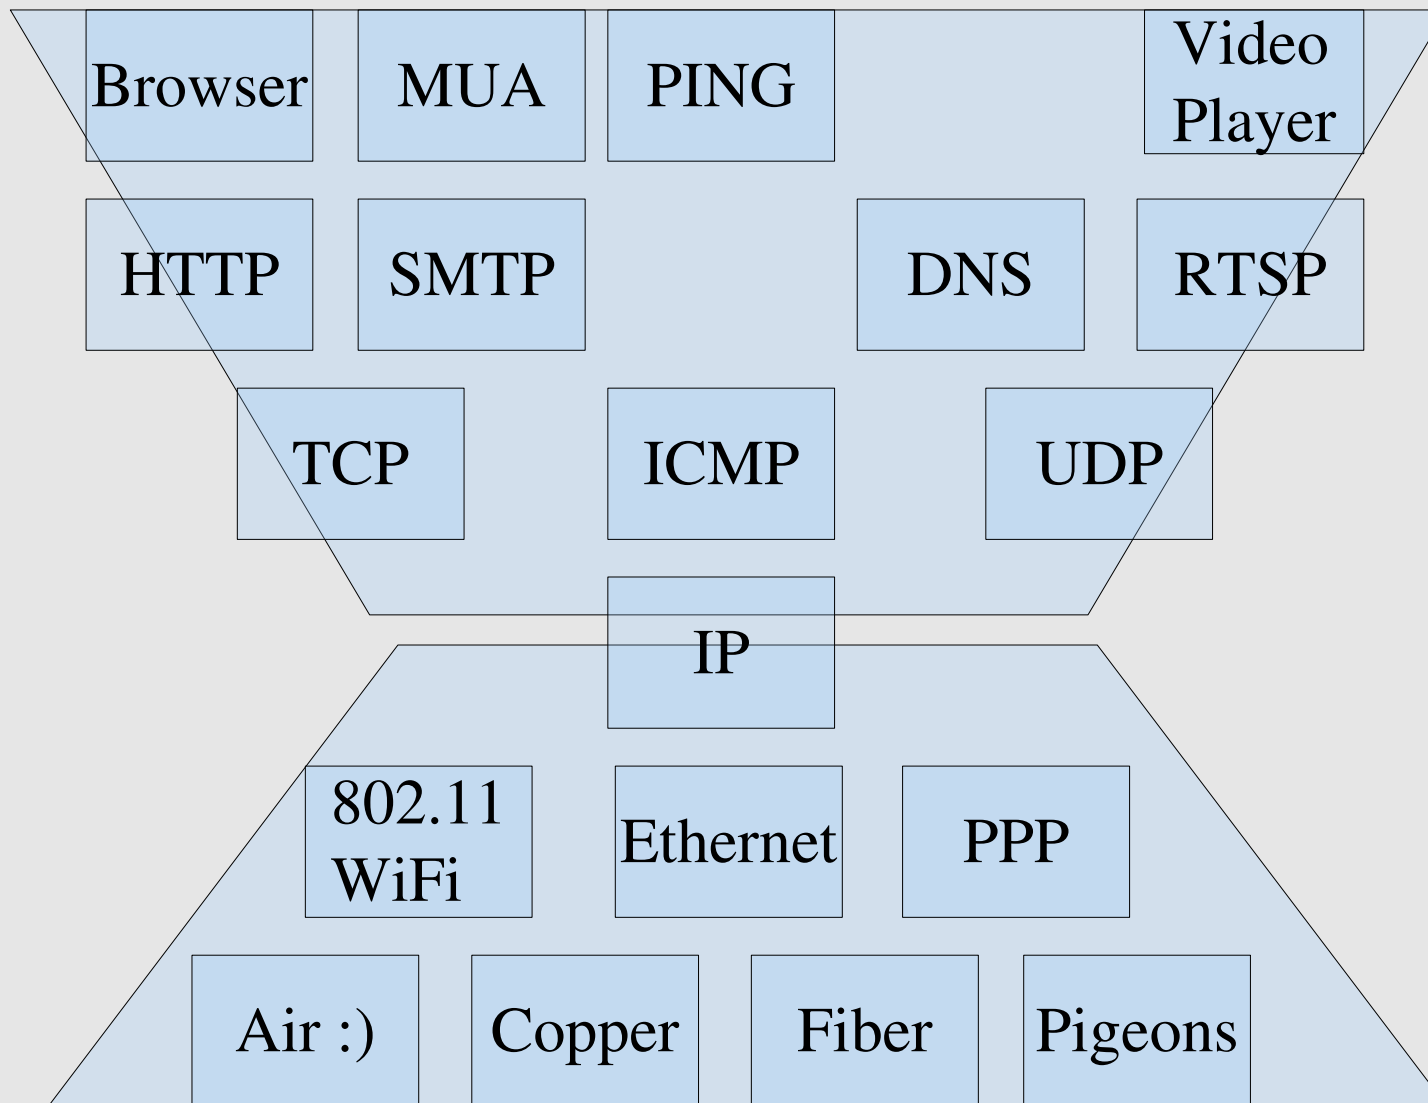 Browser
MUA
PING
Video
Player
HTTP
SMTP
DNS
RTSP
TCP
ICMP
UDP
IP
802.11
WiFi
Ethernet
PPP
Air :)
Copper
Fiber
Pigeons